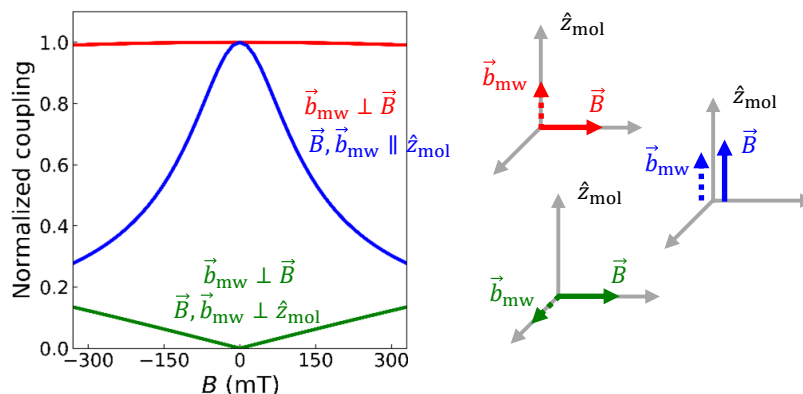 1.0
0.8
0.6
0.4
0.2
0.0
Normalized coupling
−300
−150
0
150
300
B (mT)
b⃗mw ⊥ B⃗
B⃗, b⃗mw ∥ ẑmol
b⃗mw ⊥ B⃗
B⃗, b⃗mw ⊥ ẑmol
ẑmol
b⃗mw
B⃗
ẑmol
b⃗mw
B⃗
ẑmol
b⃗mw
B⃗